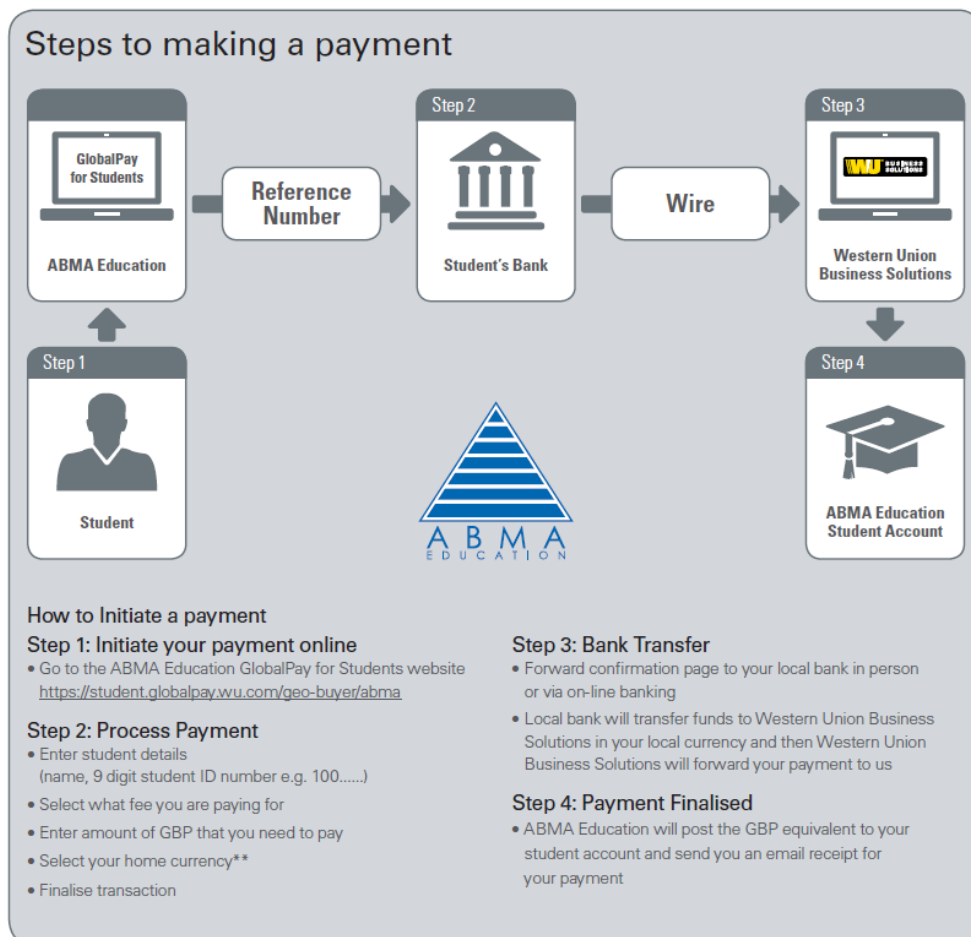 Steps to making a payment
GlobalPay
for Students
ABMA Education
Reference
Number
Step 2
Student's Bank
Wire
Step 3
WU BUSINESS
SOLUTIONS
Western Union
Business Solutions
Step 1
Student
ABMA
EDUCATION
Step 4
ABMA Education
Student Account
How to Initiate a payment
Step 1: Initiate your payment online
• Go to the ABMA Education GlobalPay for Students website
https://student.globalpay.wu.com/geo-buyer/abma
Step 2: Process Payment
• Enter student details
(name, 9 digit student ID number e.g. 100......)
• Select what fee you are paying for
• Enter amount of GBP that you need to pay
• Select your home currency**
• Finalise transaction
Step 3: Bank Transfer
• Forward confirmation page to your local bank in person
or via on-line banking
• Local bank will transfer funds to Western Union Business
Solutions in your local currency and then Western Union
Business Solutions will forward your payment to us
Step 4: Payment Finalised
• ABMA Education will post the GBP equivalent to your
student account and send you an email receipt for
your payment